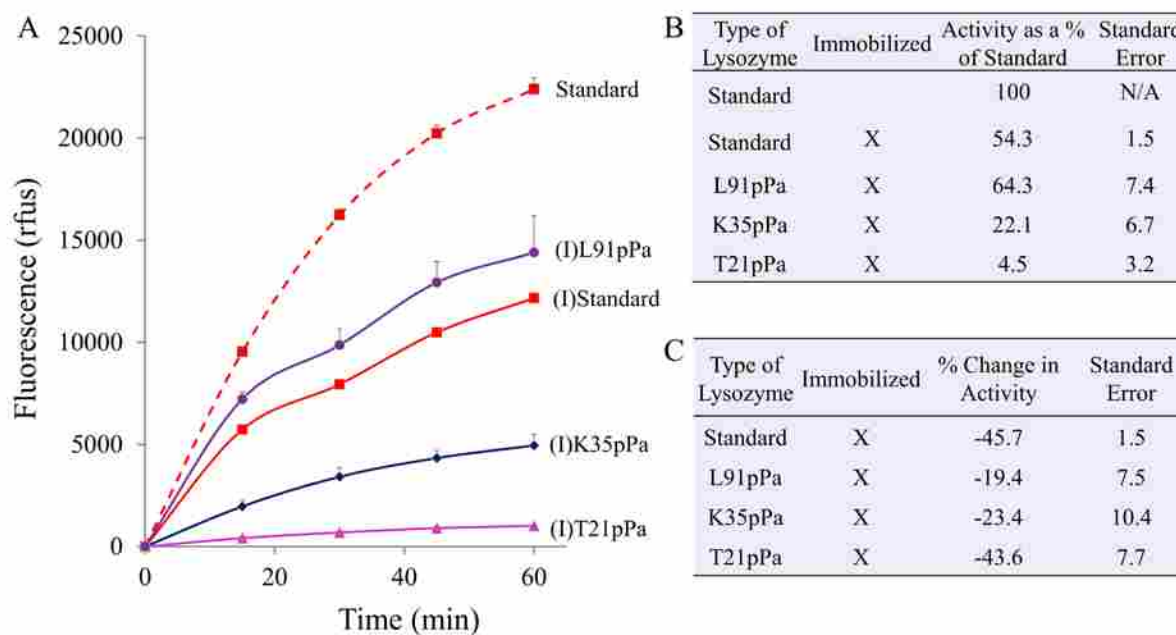 A
25000
20000
15000
10000
5000
0
Fluorescence (rfus)
0 20 40 60
Time (min)
Standard
(I)L91pPa
(I)Standard
(I)K35pPa
(I)T21pPa
B
Type of Lysozyme Immobilized Activity as a % of Standard Standard Error
Standard 100 N/A
Standard X 54.3 1.5
L91pPa X 64.3 7.4
K35pPa X 22.1 6.7
T21pPa X 4.5 3.2
C
Type of Lysozyme Immobilized % Change in Activity Standard Error
Standard X -45.7 1.5
L91pPa X -19.4 7.5
K35pPa X -23.4 10.4
T21pPa X -43.6 7.7